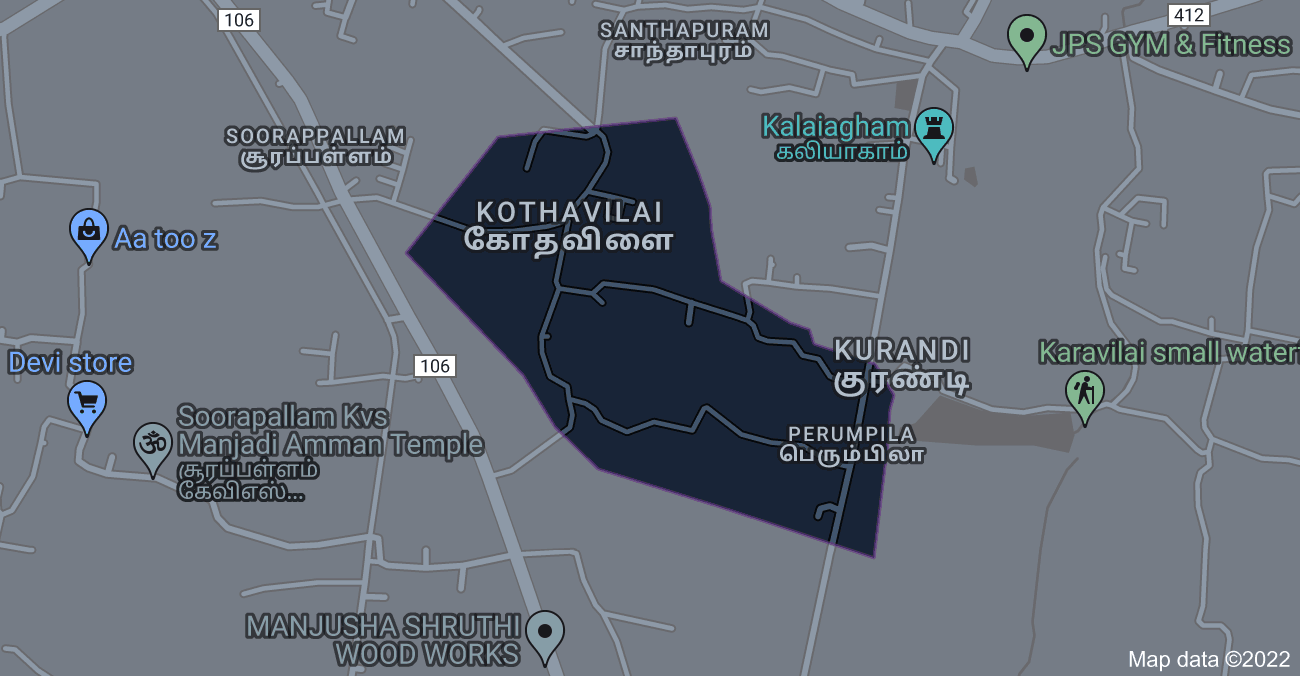 106
412
SANTHAPURAM
சாந்தாபுரம்
JPS GYM & Fitness
Kalaiagham
கலியாகாம்
SOORAPPALLAM
சூரப்பள்ளம்
KOTHAVILAI
கோதவிளை
Aa too z
Devi store
106
KURANDI
குரண்டி
Karavilai small water
Soorapallam Kvs
Manjadi Amman Temple
சூரப்பள்ளம்
கேவிஎஸ்...
PERUMPILA
பெரும்பிலா
MANJUSHA SHRUTHI
WOOD WORKS
Map data ©2022